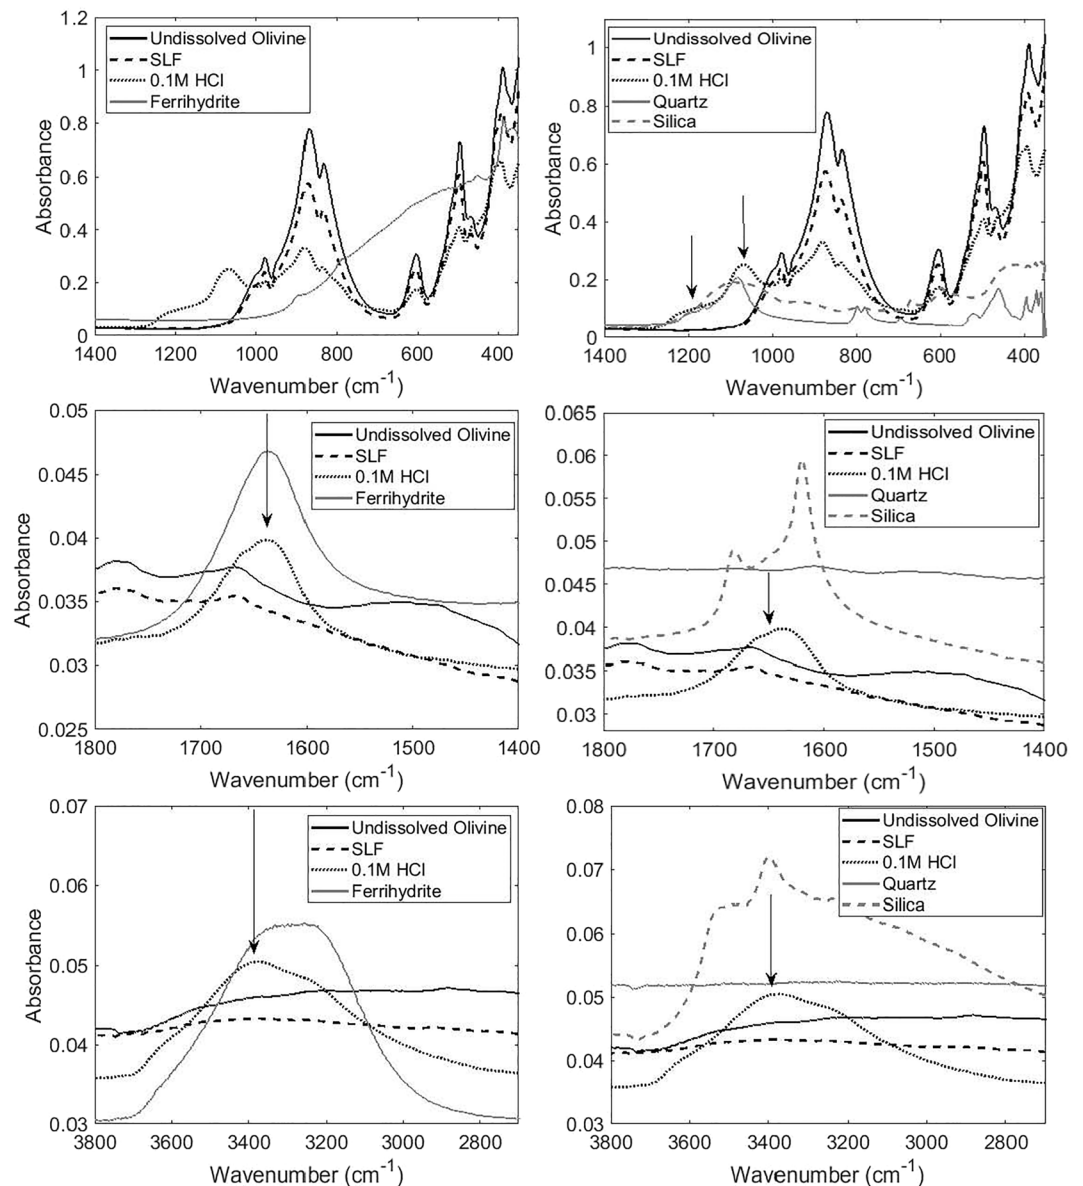 1.2
1
0.8
0.6
0.4
0.2
0
Absorbance
Undissolved Olivine
SLF
0.1M HCl
Ferrihydrite
1400 1200 1000 800 600 400
Wavenumber (cm-1)
1
0.8
0.6
0.4
0.2
0
Absorbance
Undissolved Olivine
SLF
0.1M HCl
Quartz
Silica
1400 1200 1000 800 600 400
Wavenumber (cm-1)
0.05
0.045
0.04
0.035
0.03
0.025
Absorbance
Undissolved Olivine
SLF
0.1M HCl
Ferrihydrite
1800 1700 1600 1500 1400
Wavenumber (cm-1)
0.065
0.06
0.055
0.05
0.045
0.04
0.035
0.03
Absorbance
Undissolved Olivine
SLF
0.1M HCl
Quartz
Silica
1800 1700 1600 1500 1400
Wavenumber (cm-1)
0.07
0.06
0.05
0.04
0.03
Absorbance
Undissolved Olivine
SLF
0.1M HCl
Ferrihydrite
3800 3600 3400 3200 3000 2800
Wavenumber (cm-1)
0.08
0.07
0.06
0.05
0.04
0.03
Absorbance
Undissolved Olivine
SLF
0.1M HCl
Quartz
Silica
3800 3600 3400 3200 3000 2800
Wavenumber (cm-1)